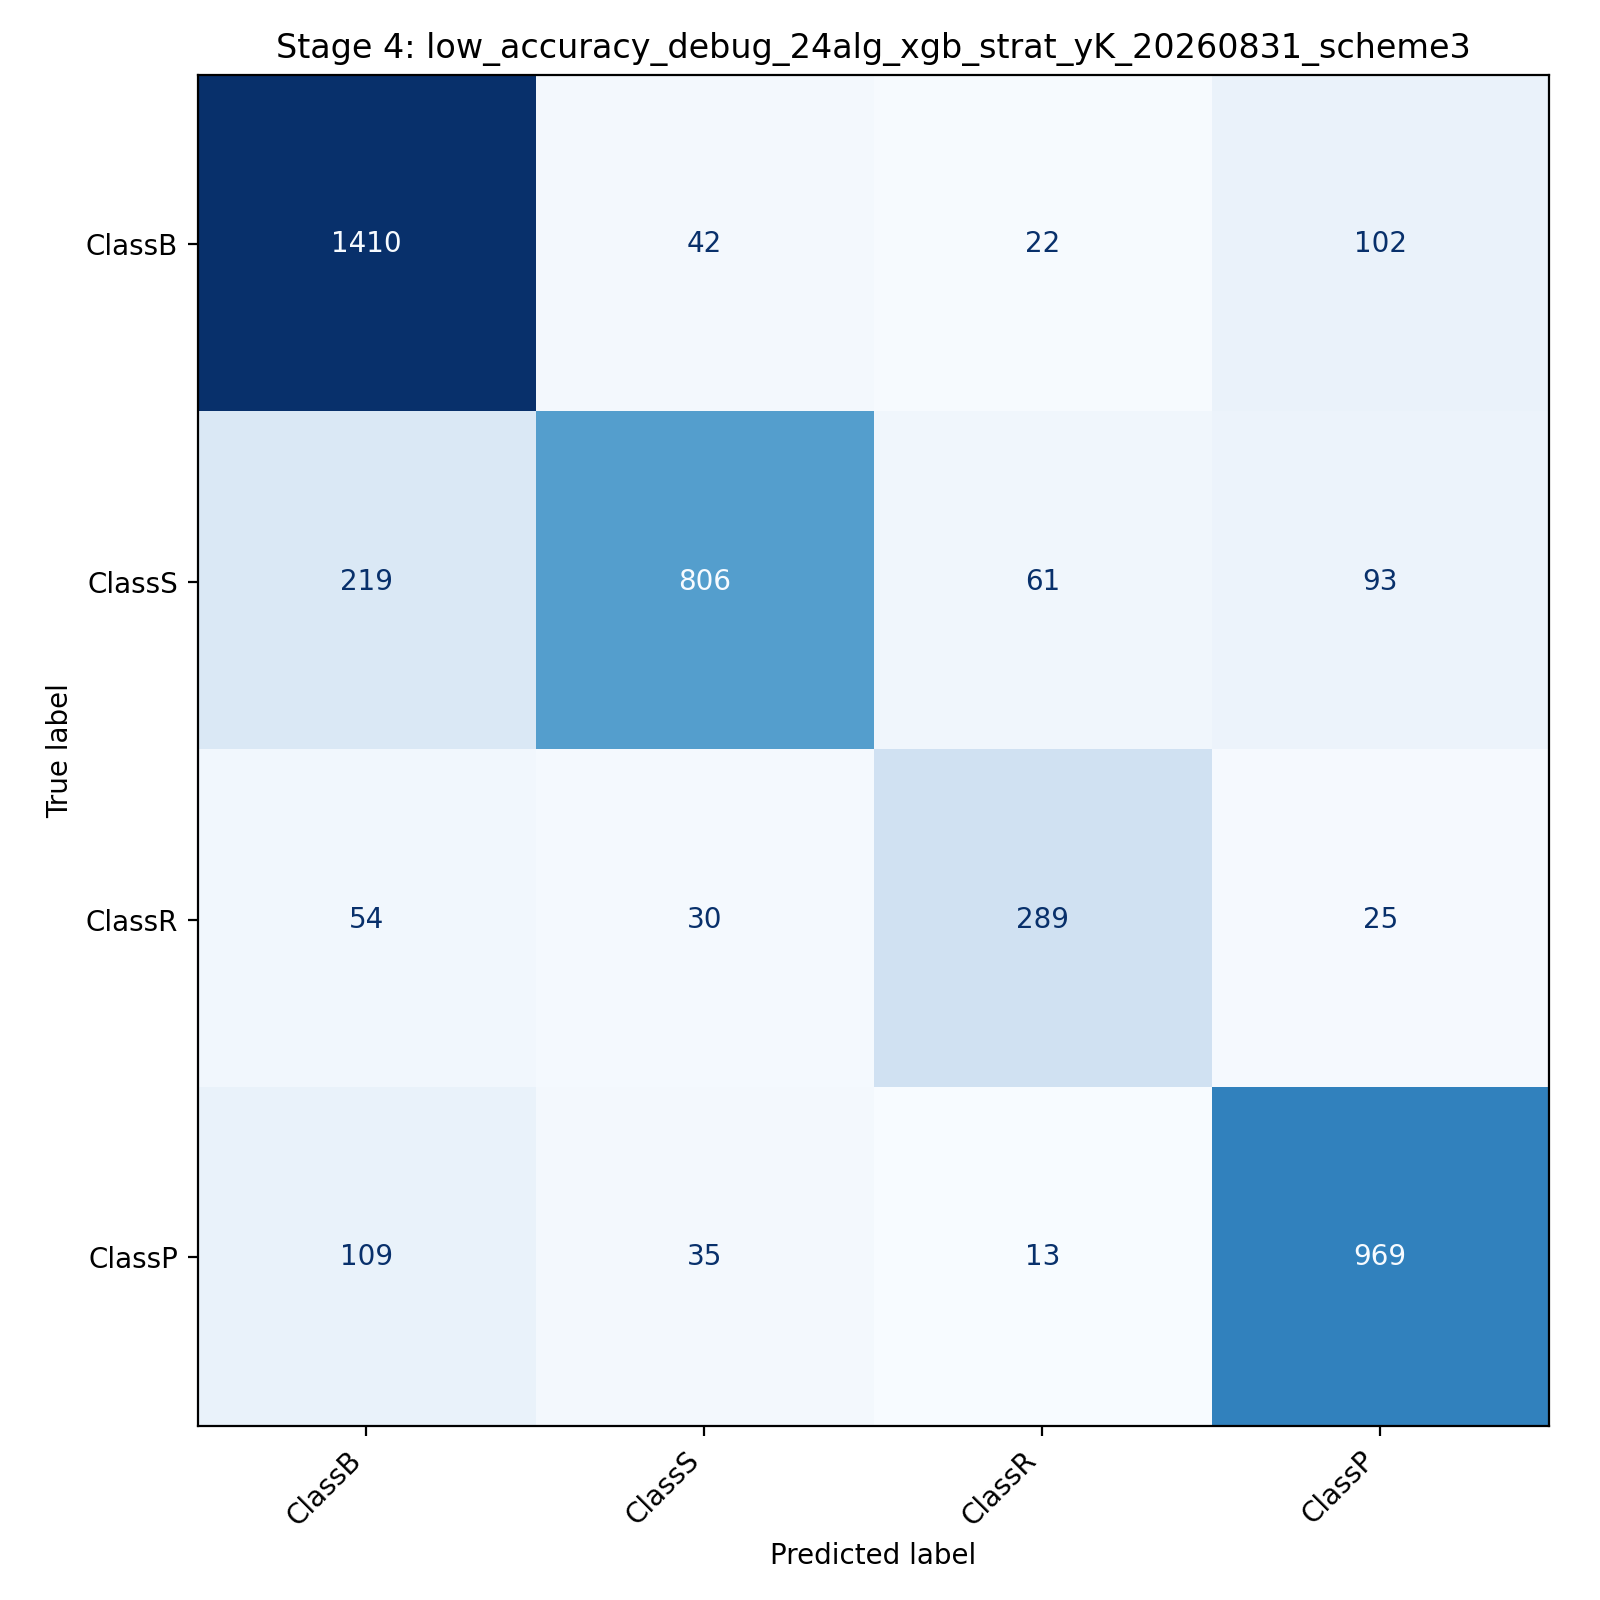 Stage 4: low_accuracy_debug_24alg_xgb_strat_yK_20260831_scheme3
ClassB 1410 42 22 102
ClassS 219 806 61 93
ClassR 54 30 289 25
ClassP 109 35 13 969
True label
ClassB ClassS ClassR ClassP
Predicted label